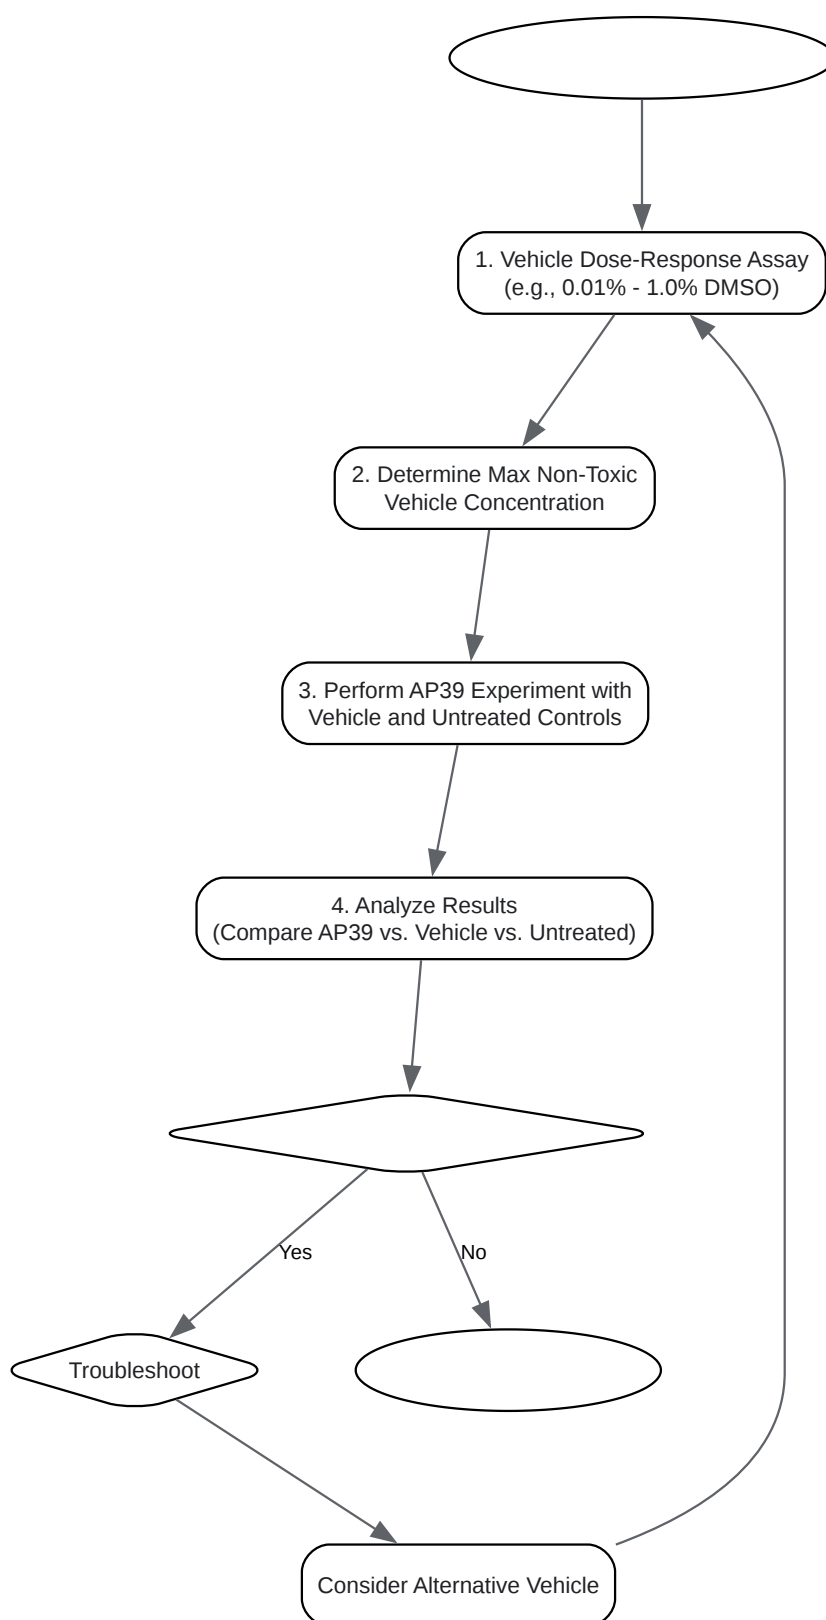 1. Vehicle Dose-Response Assay
(e.g., 0.01% - 1.0% DMSO)
2. Determine Max Non-Toxic
Vehicle Concentration
3. Perform AP39 Experiment with
Vehicle and Untreated Controls
4. Analyze Results
(Compare AP39 vs. Vehicle vs. Untreated)
Yes
No
Troubleshoot
Consider Alternative Vehicle